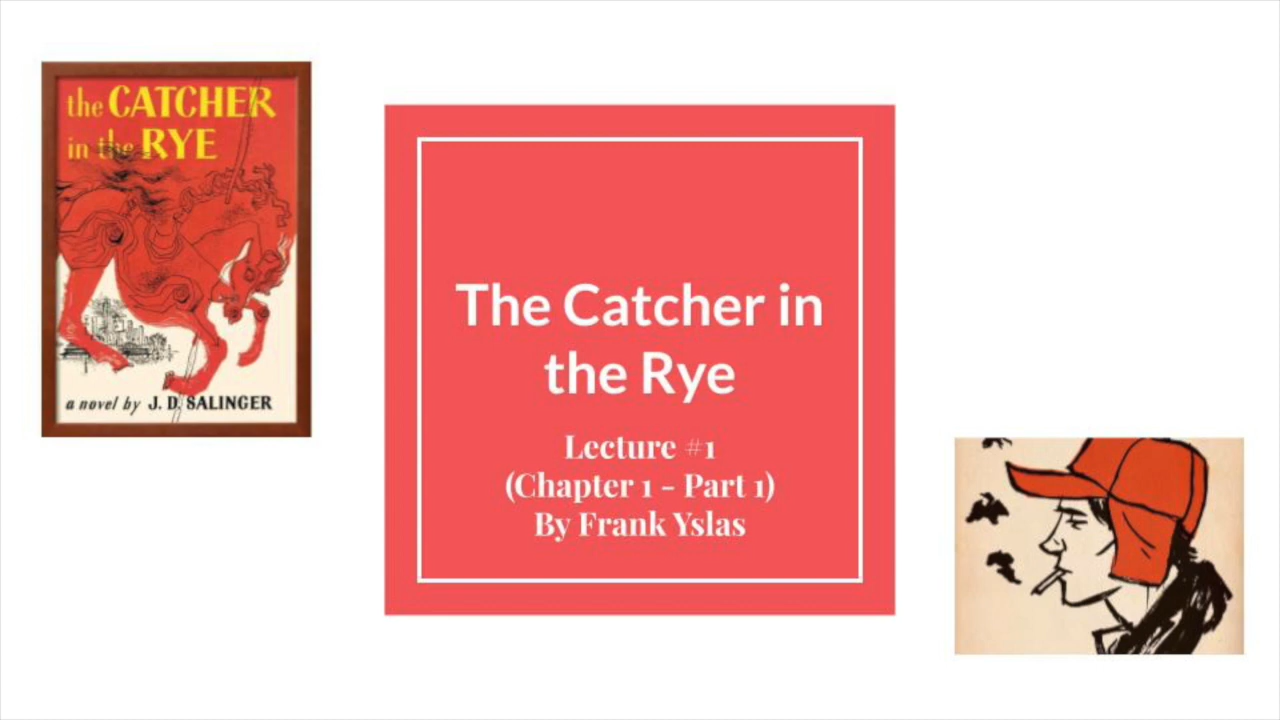 the CATCHER
in the RYE
a novel by J. D. SALINGER
The Catcher in
the Rye
Lecture #1
(Chapter 1 - Part 1)
By Frank Yslas